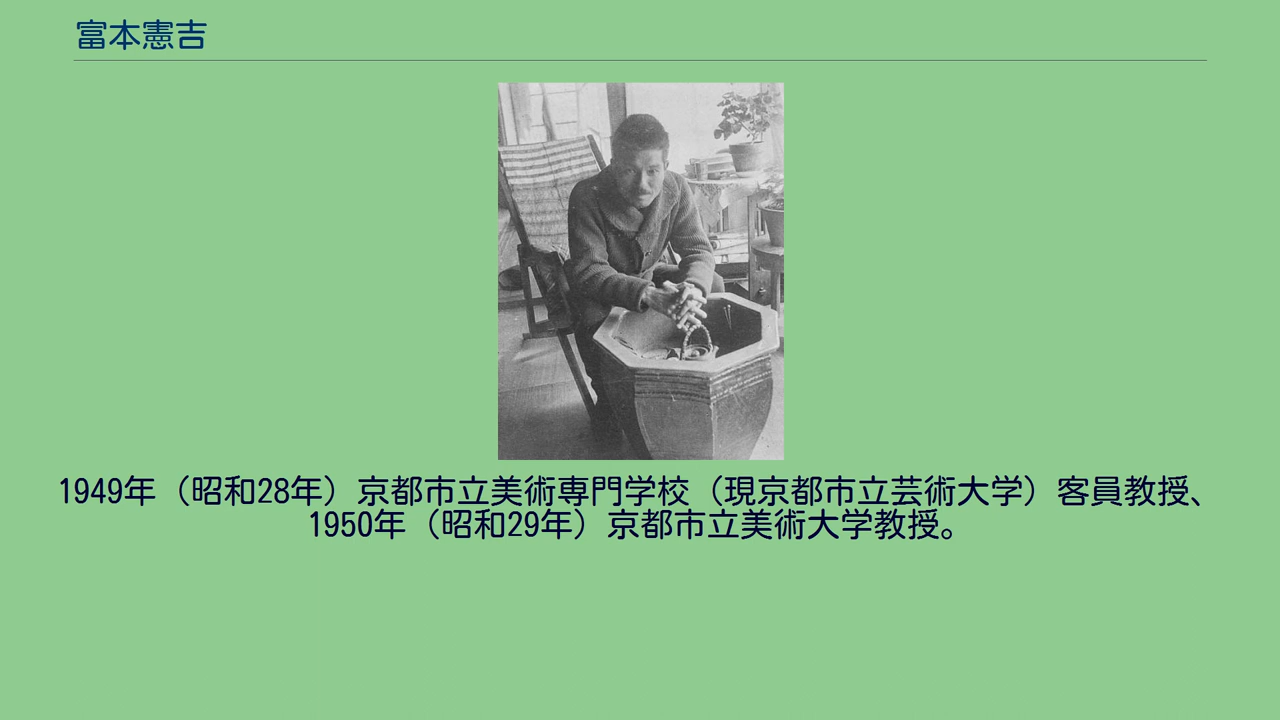 富本憲吉
1949年（昭和28年）京都市立美術専門学校（現京都市立芸術大学）客員教授、
1950年（昭和29年）京都市立美術大学教授。